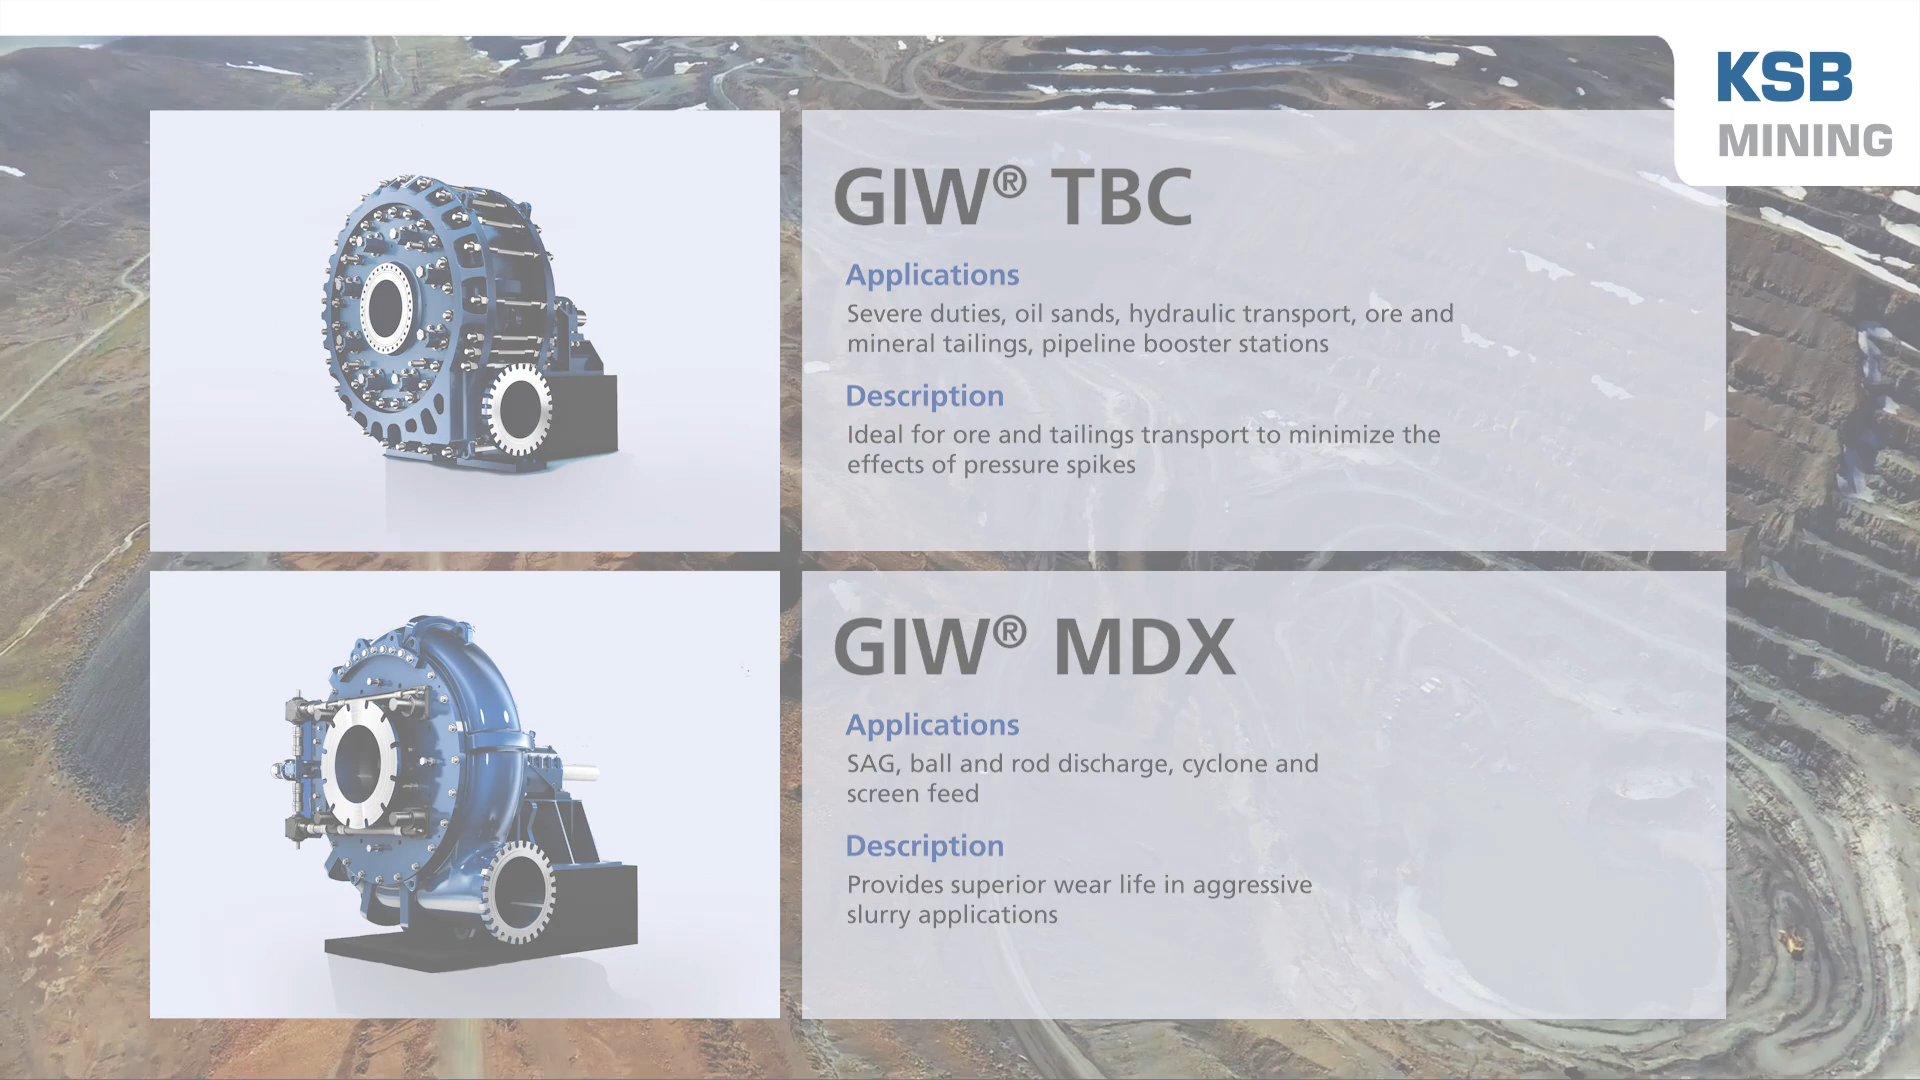 KSB
MINING
GIW® TBC
Applications
Severe duties, oil sands, hydraulic transport, ore and
mineral tailings, pipeline booster stations
Description
Ideal for ore and tailings transport to minimize the
effects of pressure spikes
GIW® MDX
Applications
SAG, ball and rod discharge, cyclone and
screen feed
Description
Provides superior wear life in aggressive
slurry applications